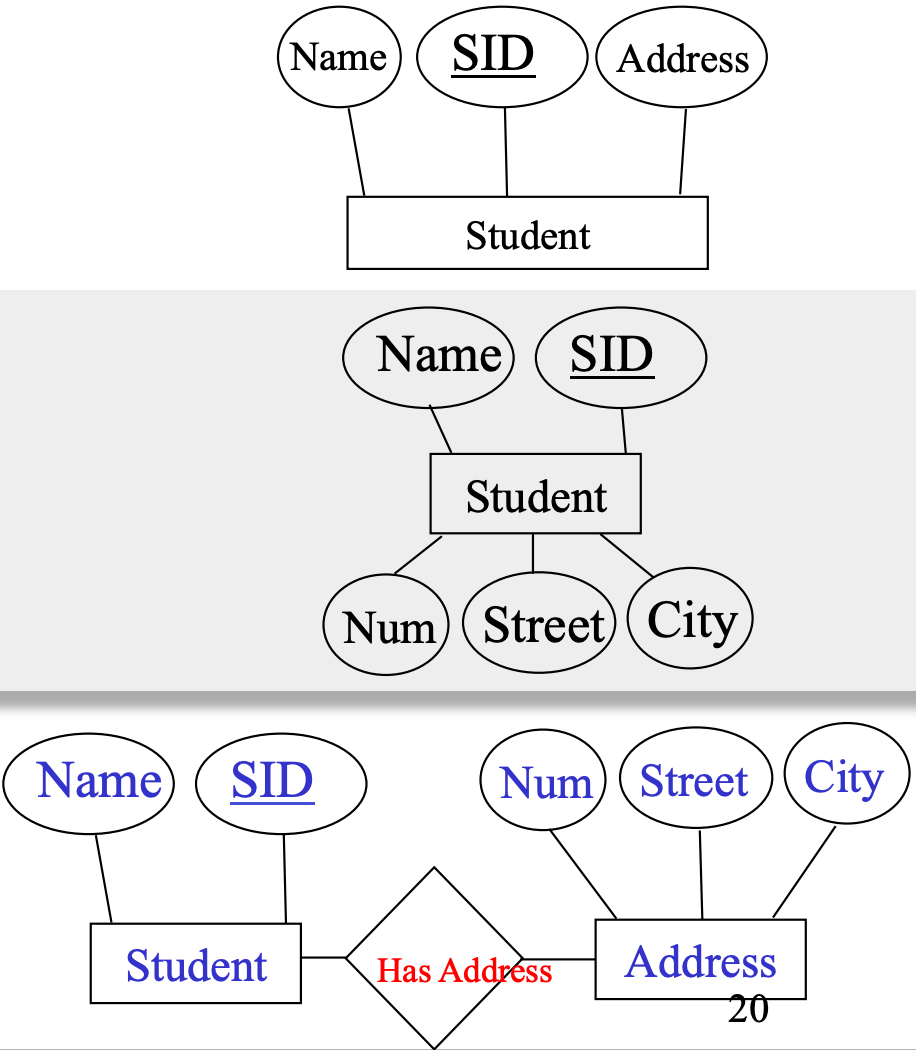 Name SID Address
Student
Name SID
Student
Num Street City
Name SID Num Street City
Student Has Address Address
20